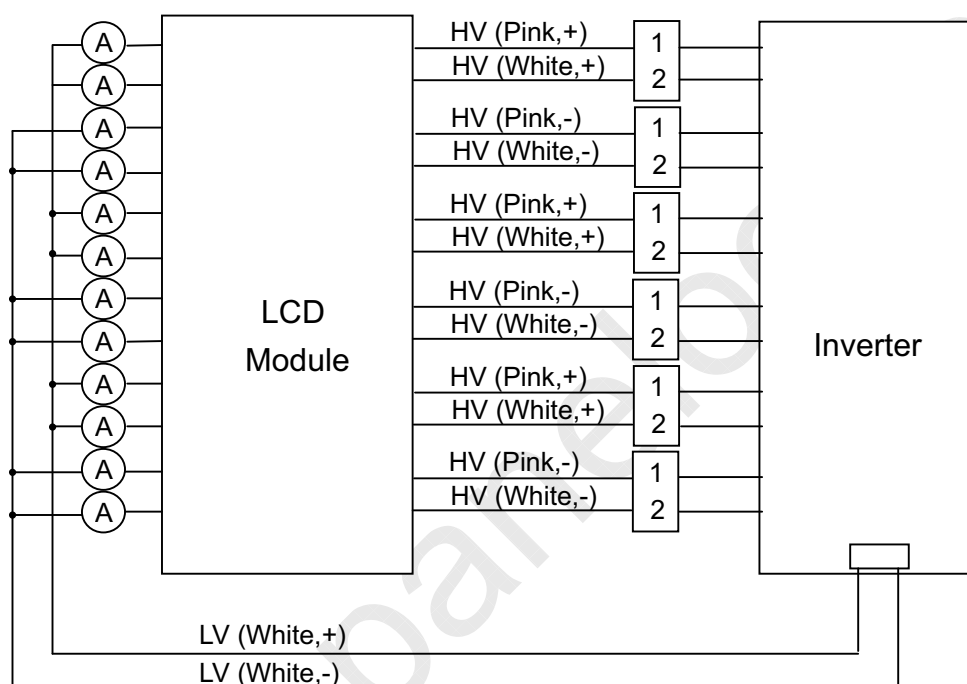 A
A
A
A
A
A
A
A
A
A
A
A
LCD
Module
HV (Pink,+)
HV (White,+)
HV (Pink,-)
HV (White,-)
HV (Pink,+)
HV (White,+)
HV (Pink,-)
HV (White,-)
HV (Pink,+)
HV (White,+)
HV (Pink,-)
HV (White,-)
1
2
1
2
1
2
1
2
1
2
1
2
Inverter
LV (White,+)
LV (White,-)
panelo